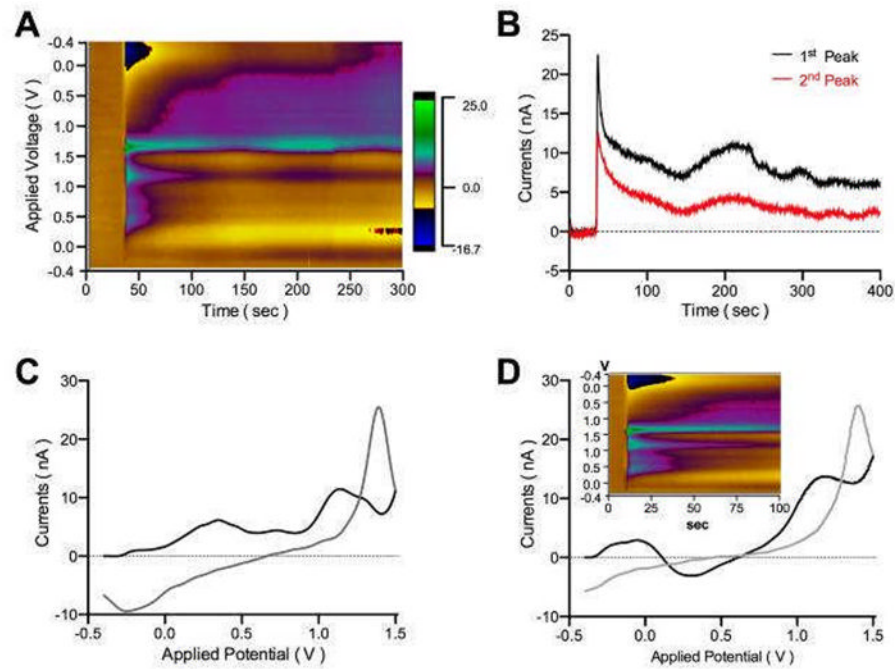 A
Applied Voltage ( V )
-0.4
0.0
0.5
1.0
1.5
1.2
0.5
0.0
-0.4
0 50 100 150 200 250 300
Time ( sec )
25.0
0.0
-16.7
B
Currents ( nA )
25
20
15
10
5
0
-5
0 100 200 300 400
Time ( sec )
1st Peak
2nd Peak
C
Currents ( nA )
30
20
10
0
-10
-0.5 0.0 0.5 1.0 1.5
Applied Potential ( V )
D
Currents ( nA )
30
20
10
0
-10
-0.5 0.0 0.5 1.0 1.5
Applied Potential ( V )
V
-0.4
0.0
0.5
1.0
1.5
1.2
0.5
0.0
-0.4
0 25 50 75 100
sec